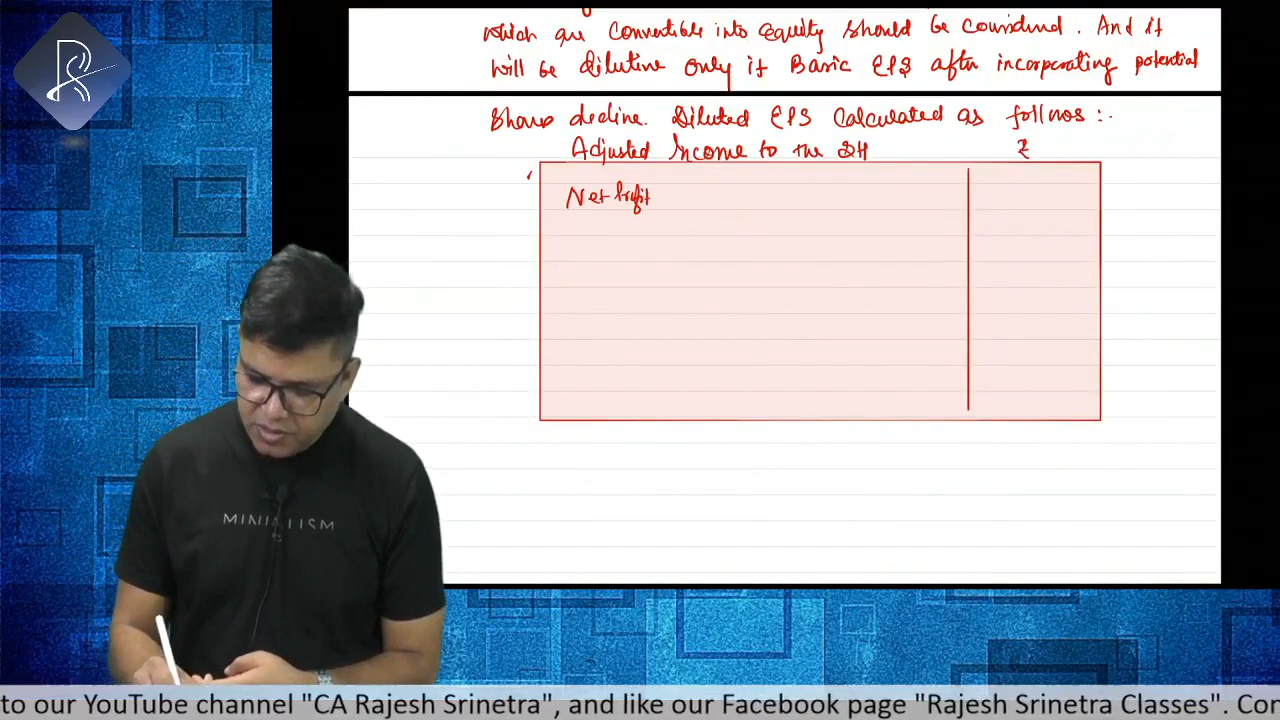 which are convertible into equity should be considered. And it
will be dilutive only if Basic EPS after incorporating potential
Share decline. Diluted EPS calculated as follows :-
Adjusted Income to the SH ₹
Net Profit
MINIMALISM
to our YouTube channel "CA Rajesh Srinetra", and like our Facebook page "Rajesh Srinetra Classes". Con